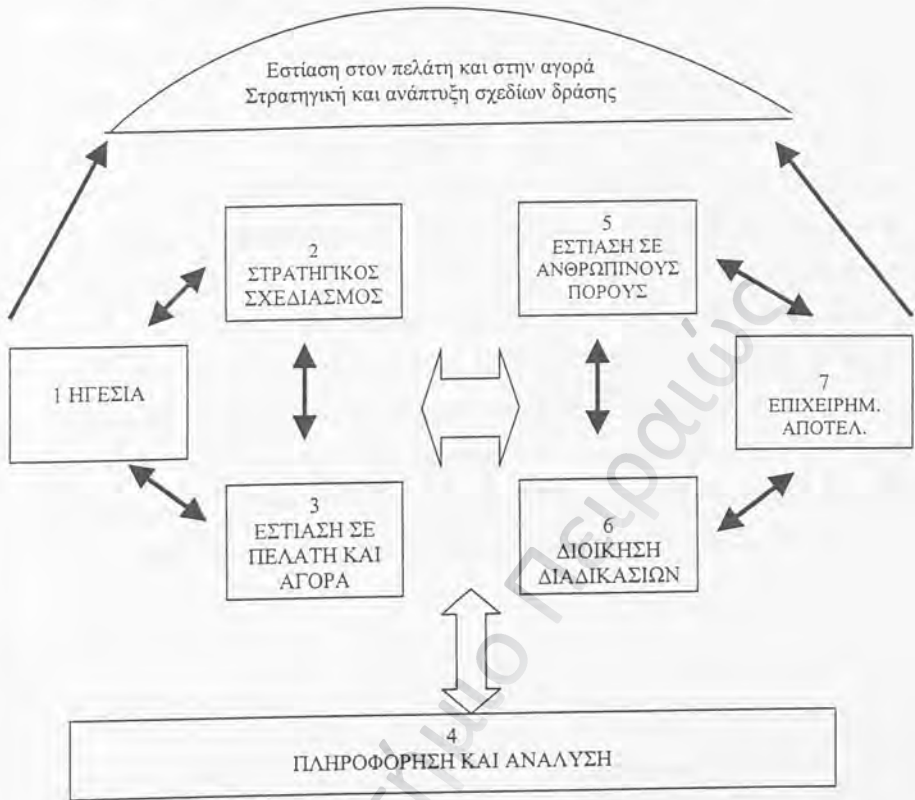 Εστίαση στον πελάτη και στην αγορά
Στρατηγική και ανάπτυξη σχεδίων δράσης
2
ΣΤΡΑΤΗΓΙΚΟΣ
ΣΧΕΔΙΑΣΜΟΣ
5
ΕΣΤΙΑΣΗ ΣΕ
ΑΝΘΡΩΠΙΝΟΥΣ
ΠΟΡΟΥΣ
1 ΗΓΕΣΙΑ
7
ΕΠΙΧΕΙΡΗΜ.
ΑΠΟΤΕΛ.
3
ΕΣΤΙΑΣΗ ΣΕ
ΠΕΛΑΤΗ ΚΑΙ
ΑΓΟΡΑ
6
ΔΙΟΙΚΗΣΗ
ΔΙΑΔΙΚΑΣΙΩΝ
4
ΠΛΗΡΟΦΟΡΗΣΗ ΚΑΙ ΑΝΑΛΥΣΗ
Πειραιώς